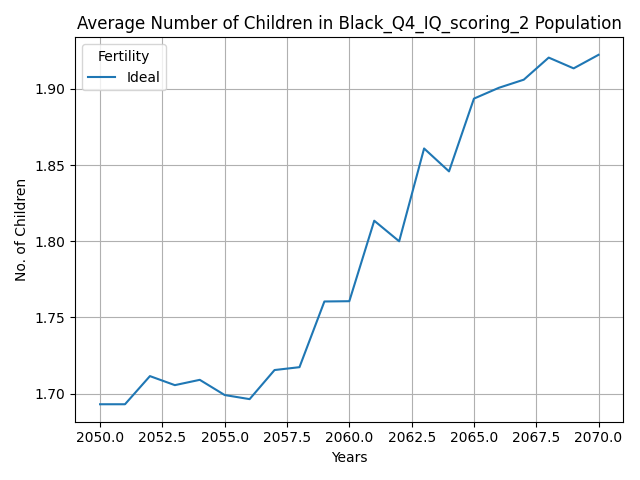 Average Number of Children in Black_Q4_IQ_scoring_2 Population
Fertility
Ideal
No. of Children
1.90
1.85
1.80
1.75
1.70
2050.0 2052.5 2055.0 2057.5 2060.0 2062.5 2065.0 2067.5 2070.0
Years